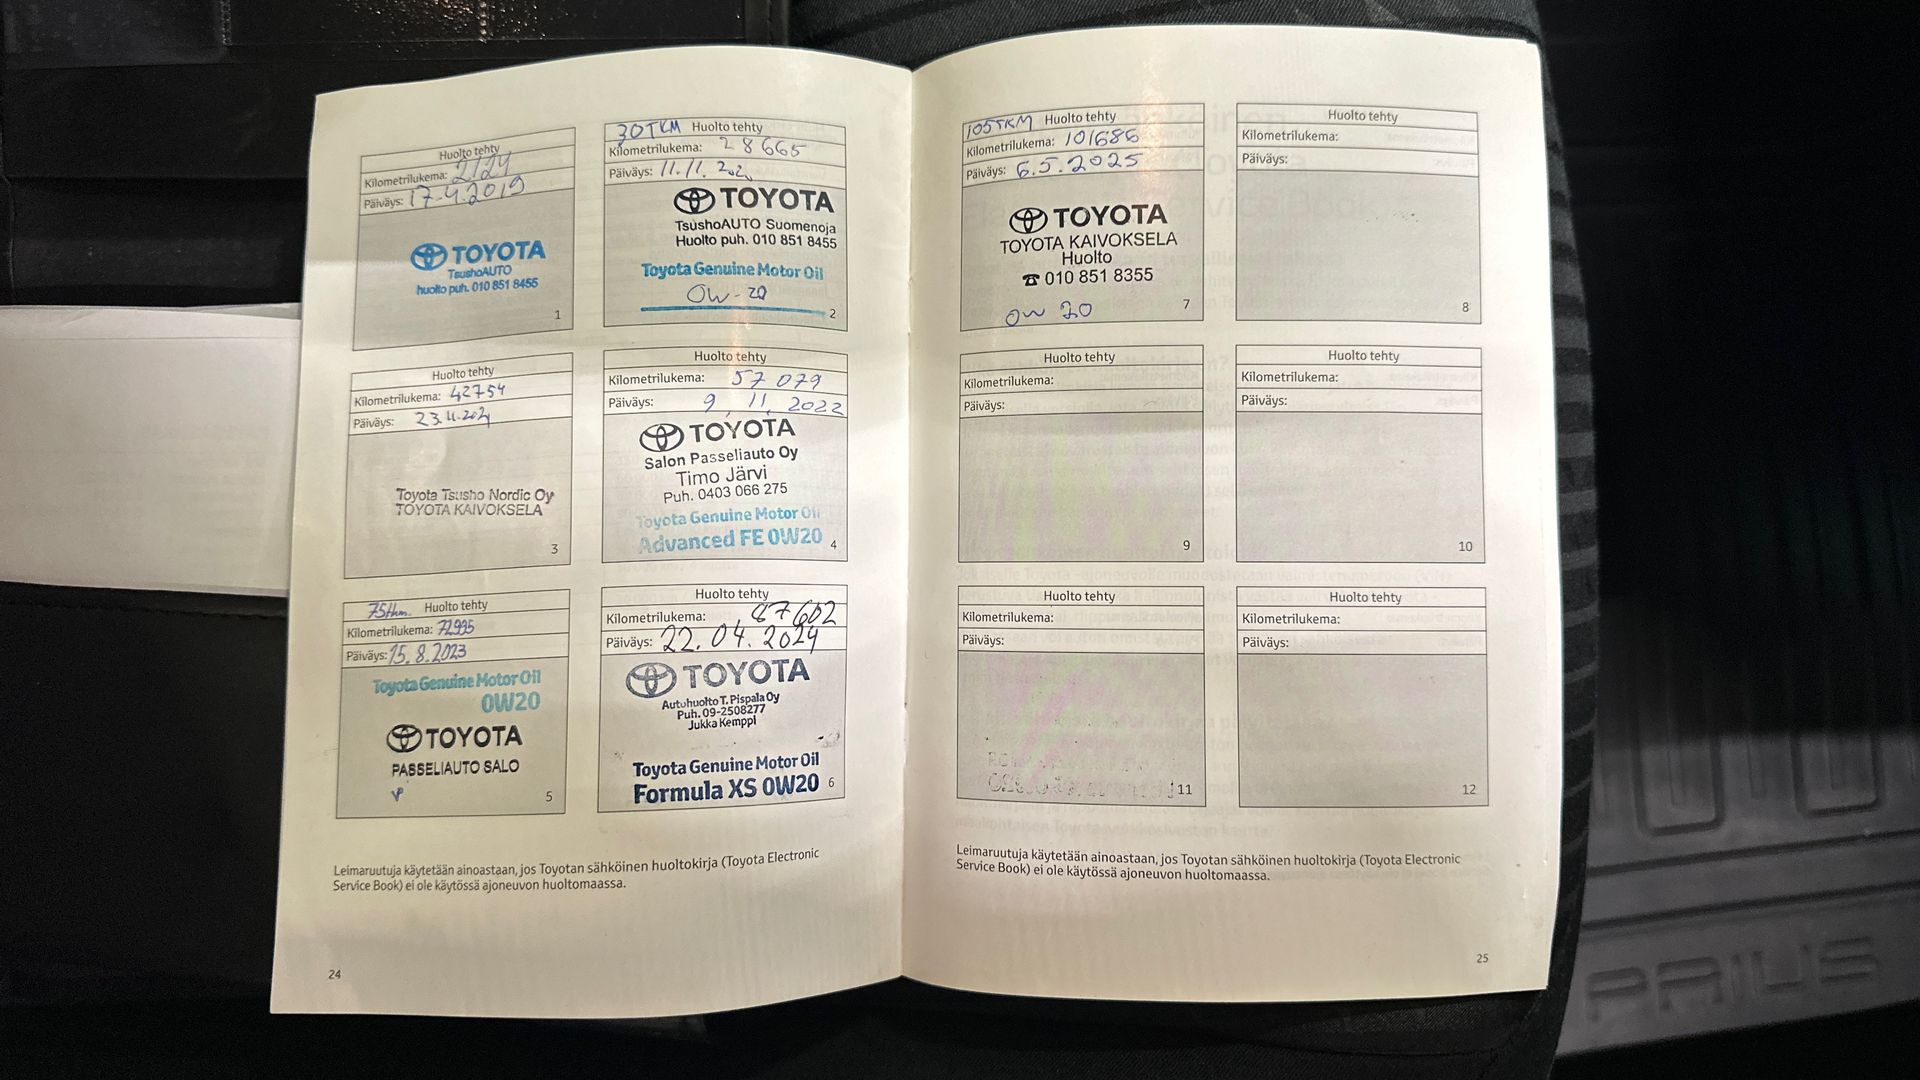 Huolto tehty
Kilometrilukema: 2124
Päiväys: 17.4.2019
TOYOTA
TsushoAUTO
huolto puh. 010 851 8455
1
30TKM Huolto tehty
Kilometrilukema: 28665
Päiväys: 11.11.2020
TOYOTA
TsushoAUTO Suomenoja
Huolto puh. 010 851 8455
Toyota Genuine Motor Oil
0W-20
2
Huolto tehty
Kilometrilukema: 42754
Päiväys:
Toyota Tsusho Nordic Oy
TOYOTA KAIVOKSELA
3
Huolto tehty
Kilometrilukema: 57 079
Päiväys: 9. 11. 2022
TOYOTA
Salon Passeliauto Oy
Timo Järvi
Puh. 0403 066 275
Toyota Genuine Motor Oil
Advanced FE 0W20
4
75tkm. Huolto tehty
Kilometrilukema: 72995
Päiväys: 15.8.2023
Toyota Genuine Motor Oil
0W20
TOYOTA
PASSELIAUTO SALO
5
Huolto tehty
Kilometrilukema: 87602
Päiväys: 22.04.2024
TOYOTA
Autohuolto T. Pispala Oy
Puh. 09-2508277
Jukka Kemppi
Toyota Genuine Motor Oil
Formula XS 0W20
6
Leimaruutuja käytetään ainoastaan, jos Toyotan sähköinen huoltokirja (Toyota Electronic
Service Book) ei ole käytössä ajoneuvon huoltomaassa.
24
105TKM Huolto tehty
Kilometrilukema: 101686
Päiväys: 6.5.2025
TOYOTA
TOYOTA KAIVOKSELA
Huolto
☎ 010 851 8355
0W 20
7
Huolto tehty
Kilometrilukema:
Päiväys:
8
Huolto tehty
Kilometrilukema:
Päiväys:
9
Huolto tehty
Kilometrilukema:
Päiväys:
10
Huolto tehty
Kilometrilukema:
Päiväys:
11
Huolto tehty
Kilometrilukema:
Päiväys:
12
Leimaruutuja käytetään ainoastaan, jos Toyotan sähköinen huoltokirja (Toyota Electronic
Service Book) ei ole käytössä ajoneuvon huoltomaassa.
25
PRIUS